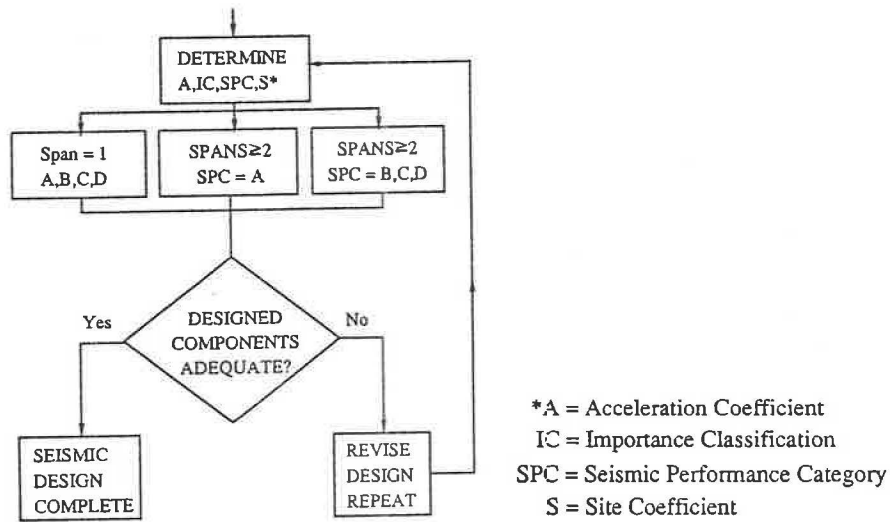 DETERMINE
A,IC,SPC,S*
Span = 1
A,B,C,D
SPANS≥2
SPC = A
SPANS≥2
SPC = B,C,D
Yes
DESIGNED
COMPONENTS
ADEQUATE?
No
SEISMIC
DESIGN
COMPLETE
REVISE
DESIGN
REPEAT
*A = Acceleration Coefficient
IC = Importance Classification
SPC = Seismic Performance Category
S = Site Coefficient